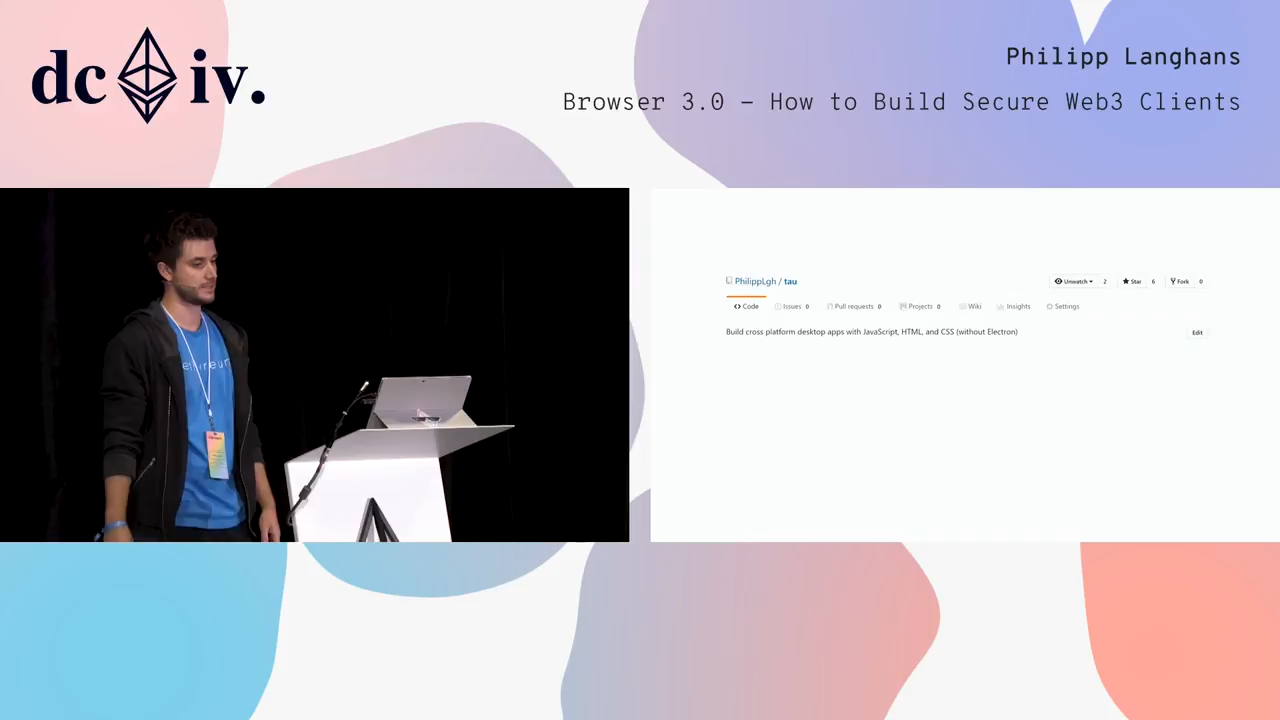 dc iv.
Philipp Langhans
Browser 3.0 – How to Build Secure Web3 Clients
ethereum
PhilippLgh / tau
Unwatch 2 Star 6 Fork 0
Code Issues 0 Pull requests 0 Projects 0 Wiki Insights Settings
Build cross platform desktop apps with JavaScript, HTML, and CSS (without Electron)
Edit